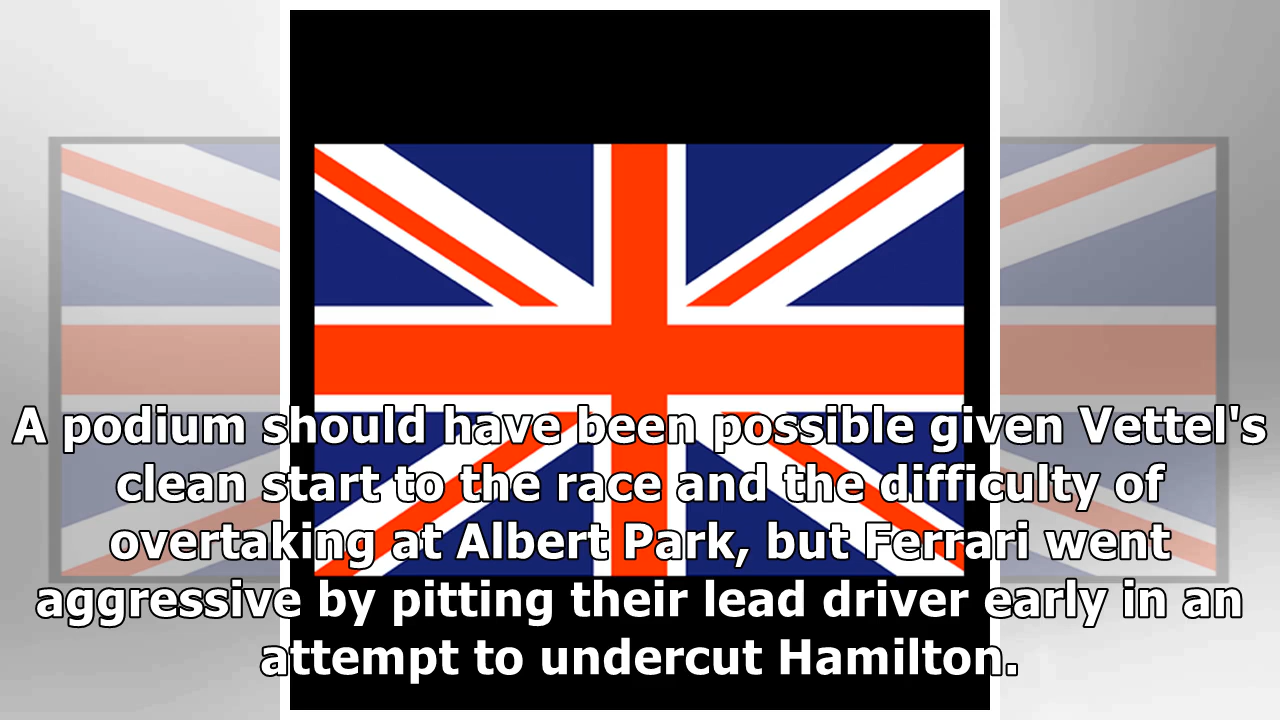 A podium should have been possible given Vettel's
clean start to the race and the difficulty of
overtaking at Albert Park, but Ferrari went
aggressive by pitting their lead driver early in an
attempt to undercut Hamilton.